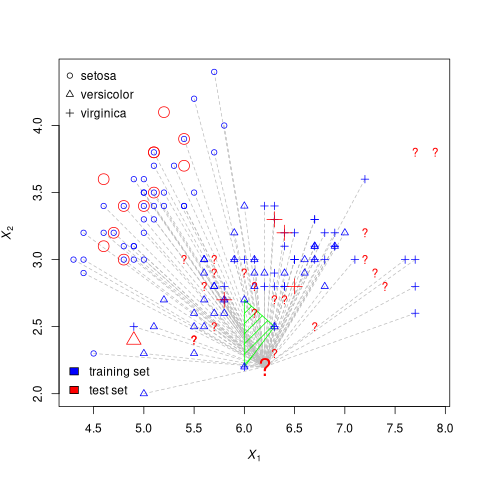 setosa
versicolor
virginica
4.0
3.5
3.0
2.5
2.0
X2
training set
test set
4.5 5.0 5.5 6.0 6.5 7.0 7.5 8.0
X1
? ? ? ? ? ? ? ? ? ? ? ? ? ? ? ? ? ? ? ?